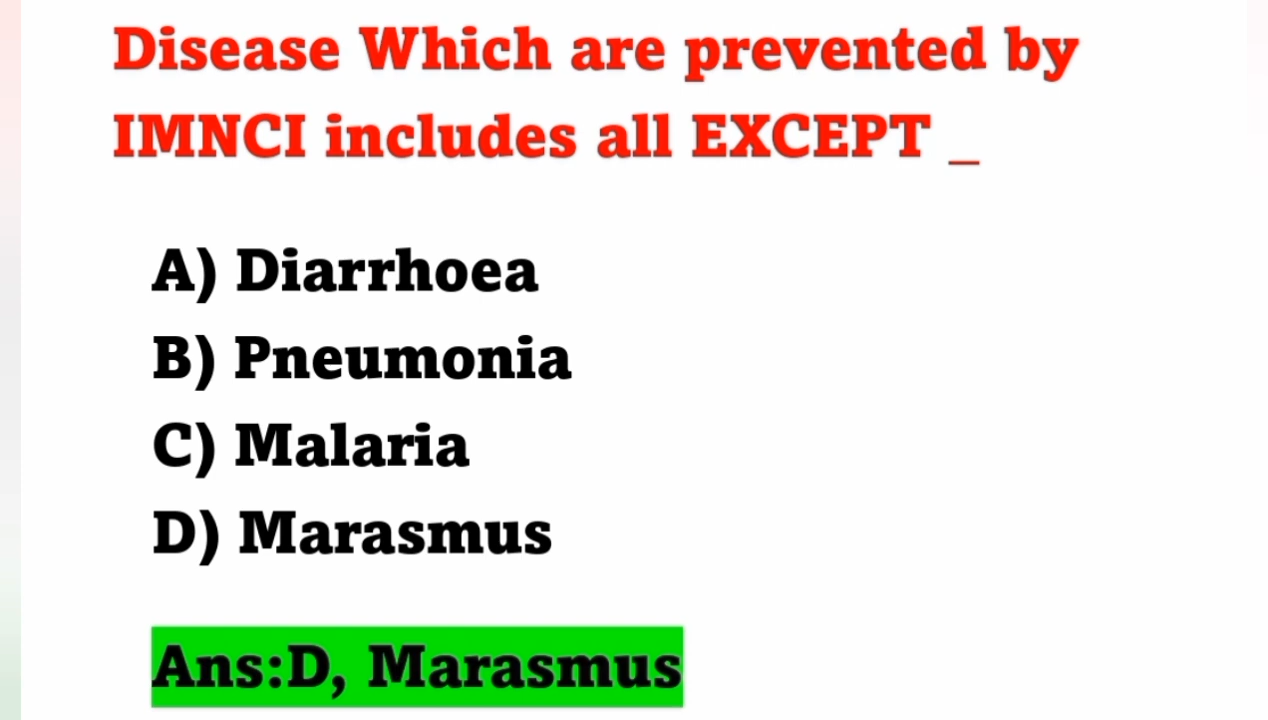 Disease Which are prevented by
IMNCI includes all EXCEPT _
A) Diarrhoea
B) Pneumonia
C) Malaria
D) Marasmus
Ans:D, Marasmus